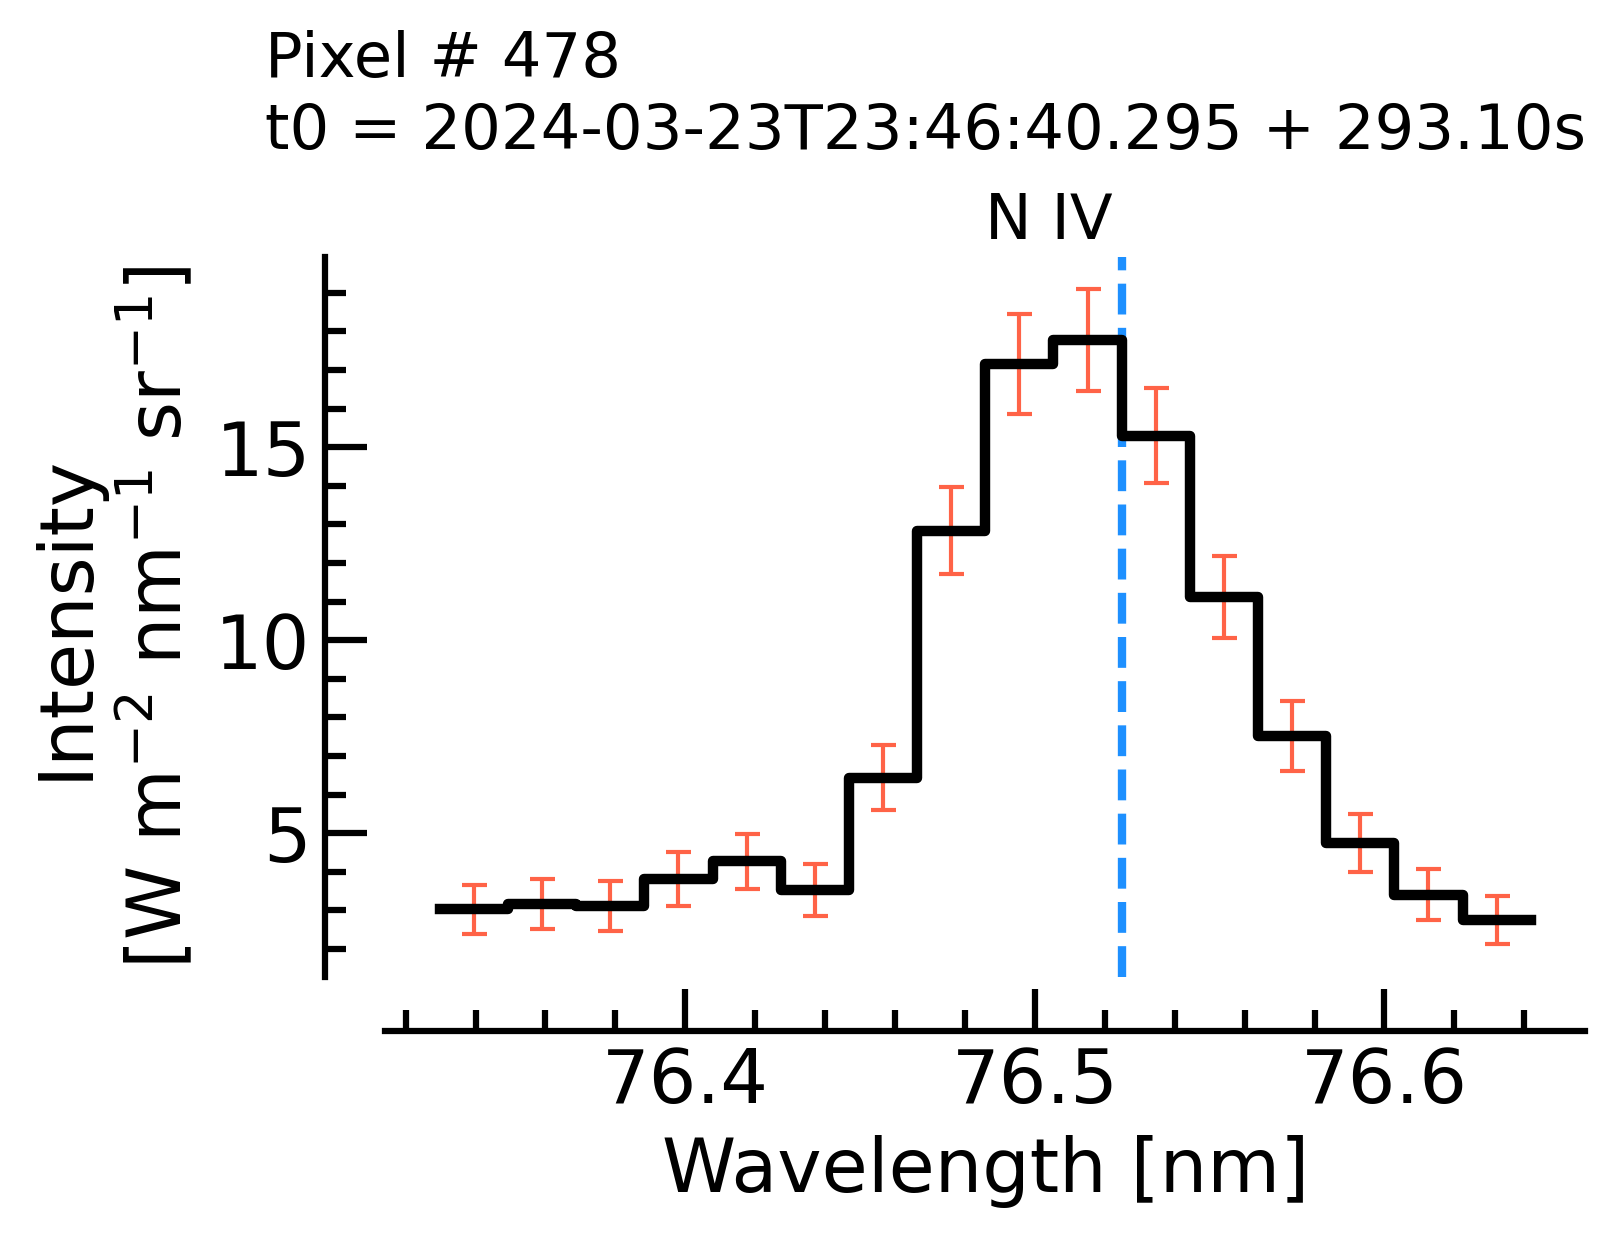 Pixel # 478
t0 = 2024-03-23T23:46:40.295 + 293.10s
N IV
Intensity
[W m⁻² nm⁻¹ sr⁻¹]
15
10
5
76.4 76.5 76.6
Wavelength [nm]